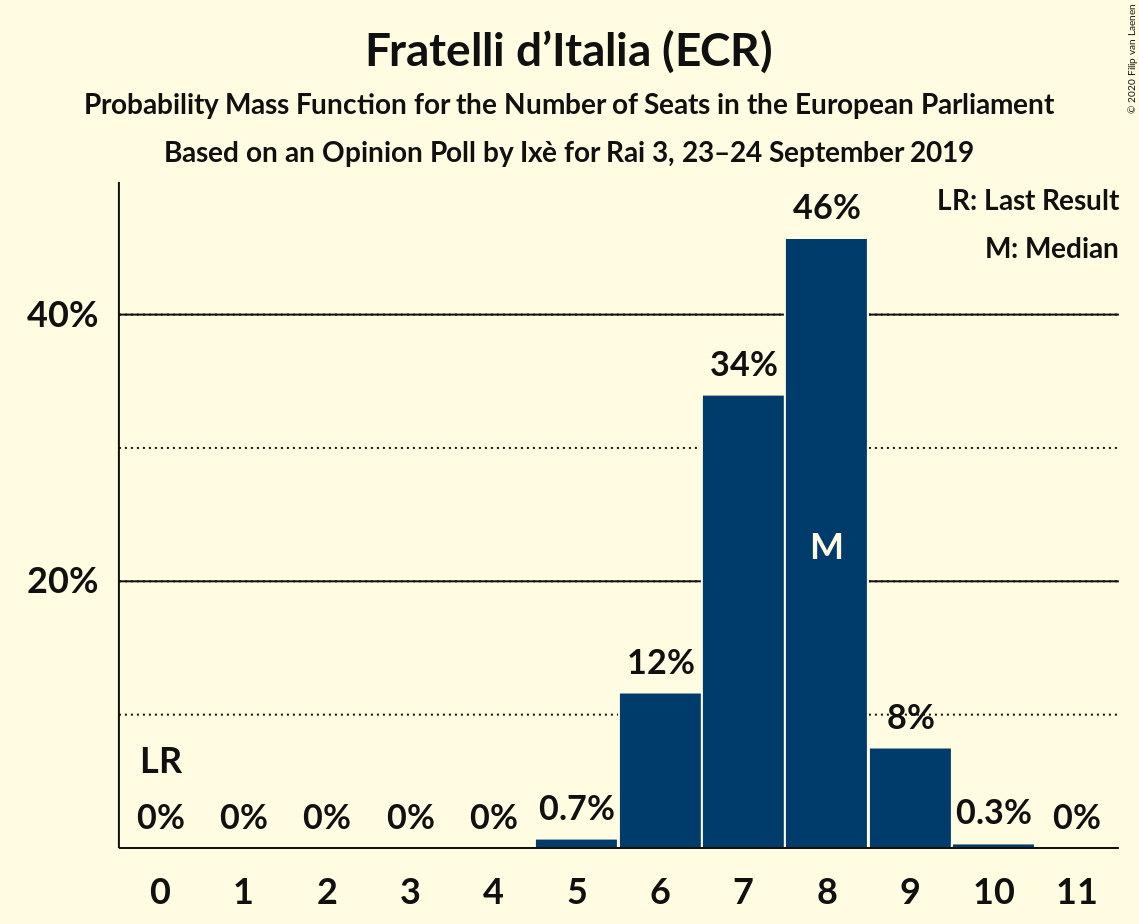 Fratelli d’Italia (ECR)
Probability Mass Function for the Number of Seats in the European Parliament
Based on an Opinion Poll by Ixè for Rai 3, 23–24 September 2019
© 2020 Filip van Laenen
LR: Last Result
M: Median
46%
40%
34%
M
20%
12%
8%
LR
0% 0% 0% 0% 0% 0.7% 0.3% 0%
0 1 2 3 4 5 6 7 8 9 10 11